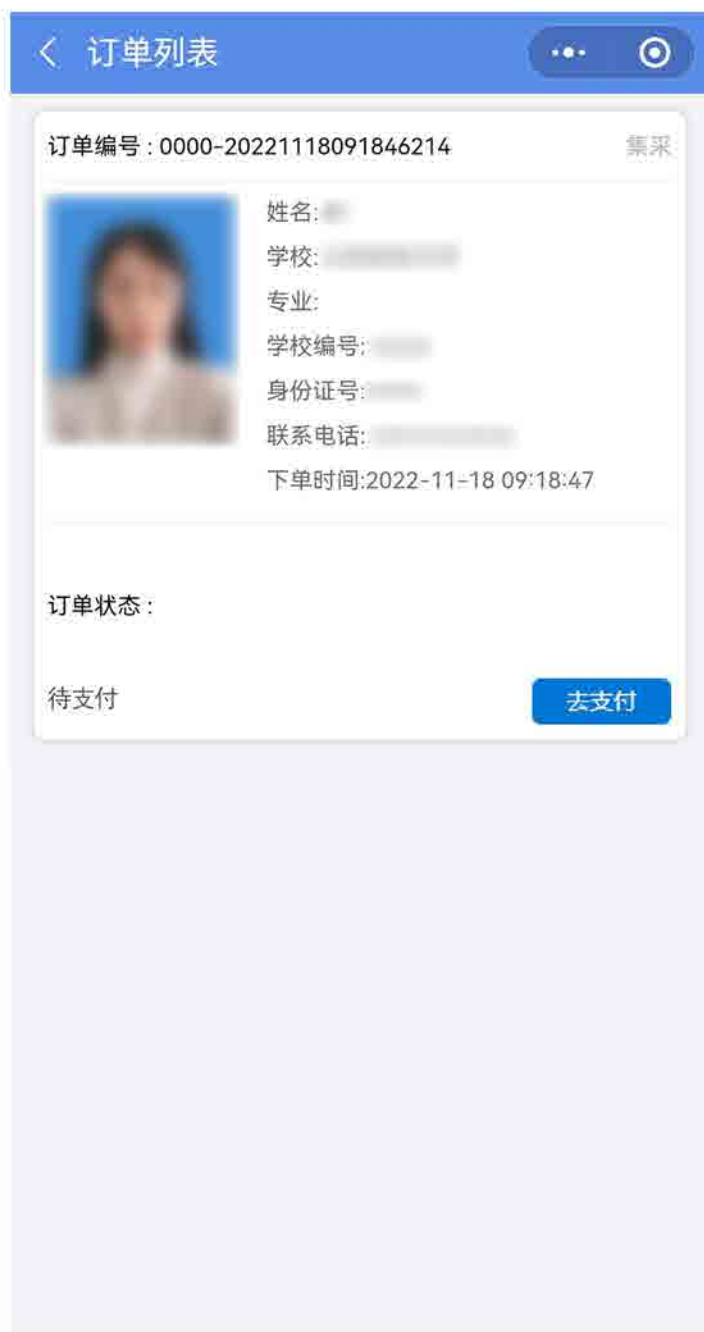 订单列表
订单编号 : 0000-20221118091846214 集采
姓名:
学校:
专业:
学校编号:
身份证号:
联系电话:
下单时间:2022-11-18 09:18:47
订单状态 :
待支付 去支付